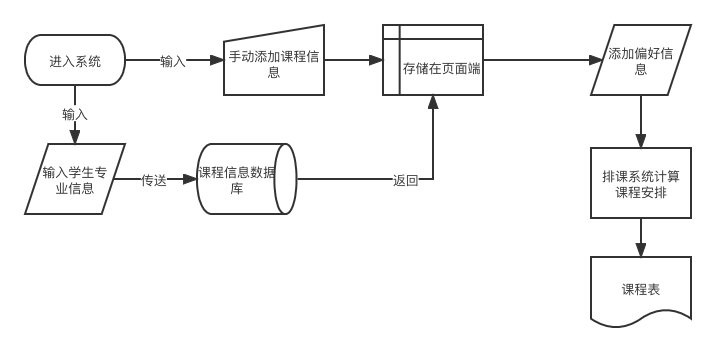 进入系统
输入
手动添加课程信
息
存储在页面端
添加偏好信
息
输入
输入学生专
业信息
传送
课程信息数据
库
返回
排课系统计算
课程安排
课程表